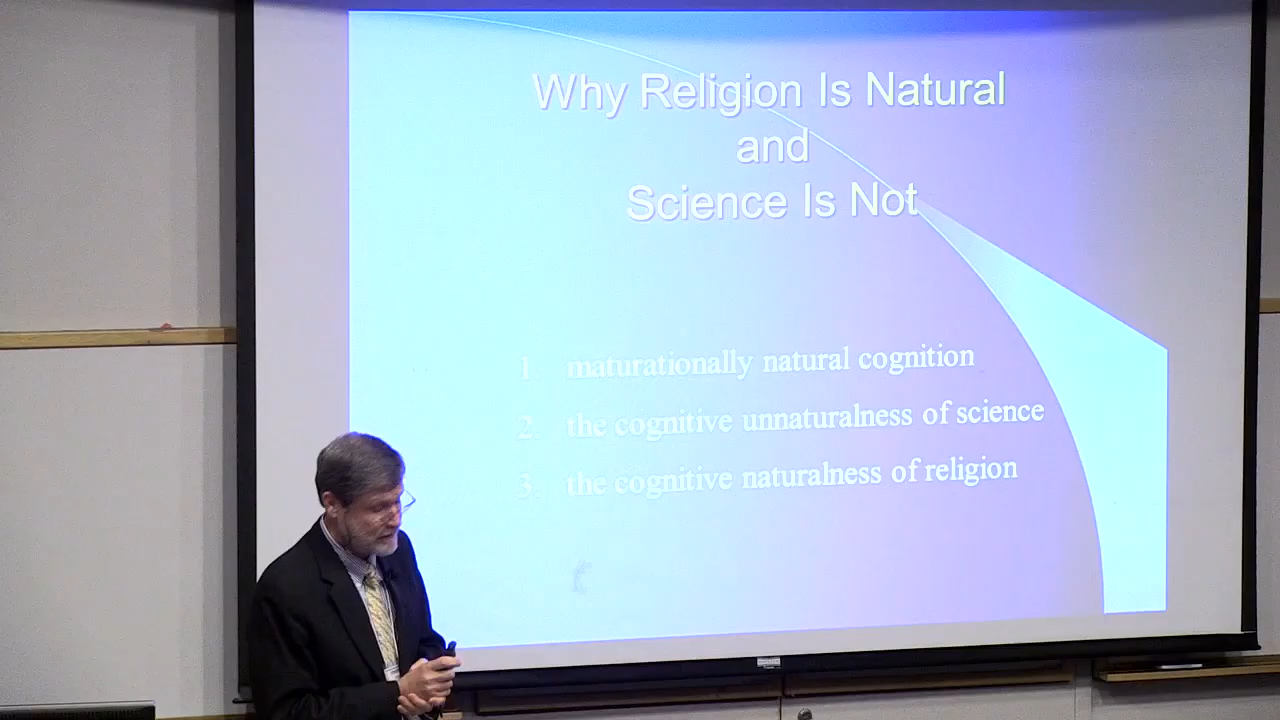 Why Religion Is Natural
and
Science Is Not
1. maturationally natural cognition
2. the cognitive unnaturalness of science
3. the cognitive naturalness of religion